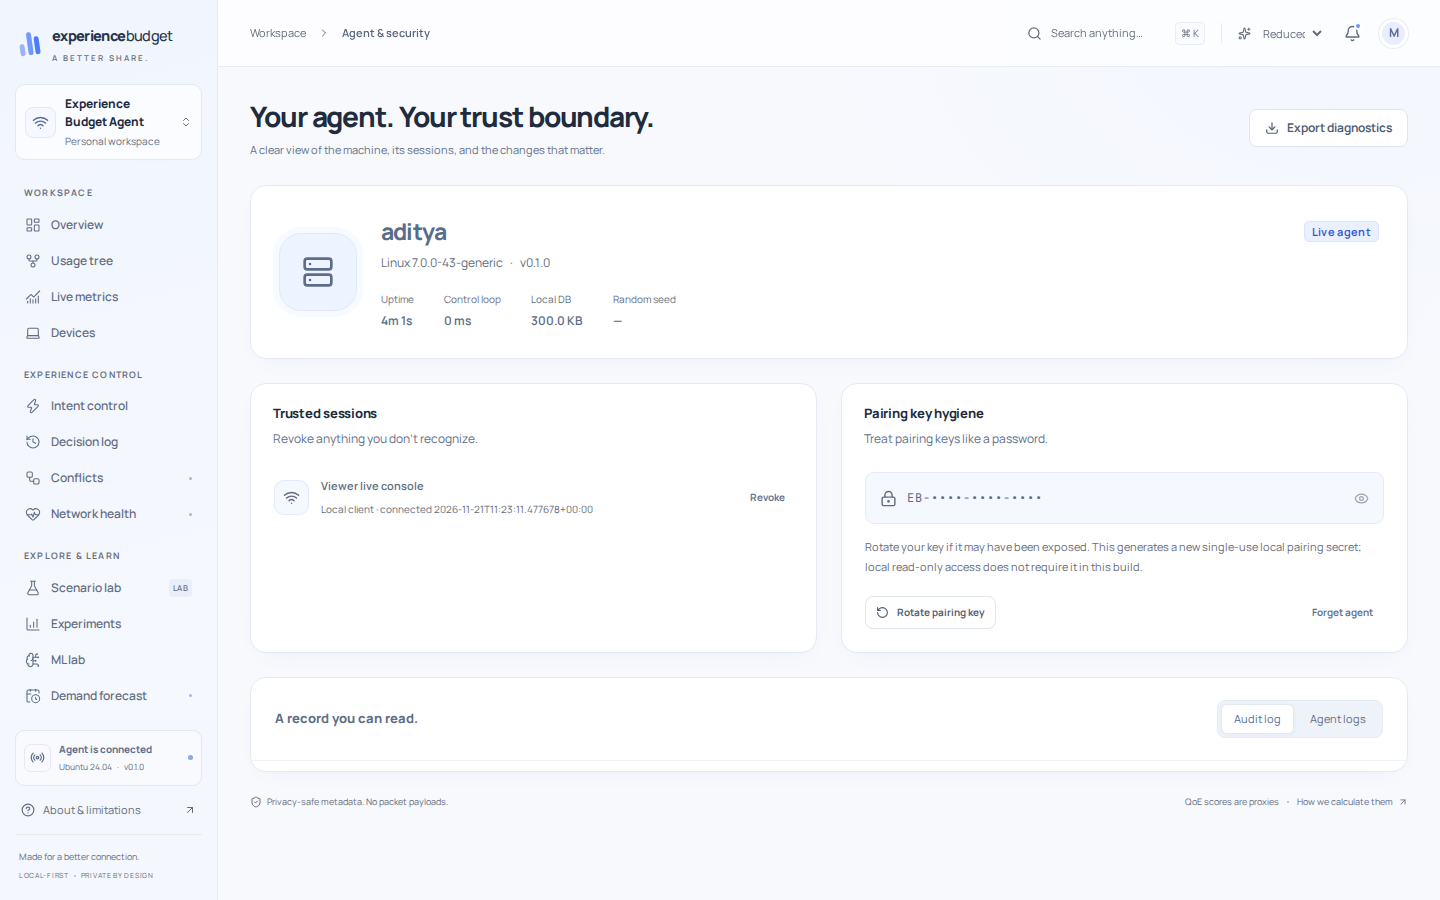 experiencebudget
A BETTER SHARE.
Experience
Budget Agent
Personal workspace
WORKSPACE
Overview
Usage tree
Live metrics
Devices
EXPERIENCE CONTROL
Intent control
Decision log
Conflicts
Network health
EXPLORE & LEARN
Scenario lab LAB
Experiments
ML lab
Demand forecast
Agent is connected
Ubuntu 24.04 · v0.1.0
About & limitations
Made for a better connection.
LOCAL-FIRST • PRIVATE BY DESIGN
Workspace > Agent & security
Search anything... ⌘ K
Reduced
M
Your agent. Your trust boundary.
A clear view of the machine, its sessions, and the changes that matter.
Export diagnostics
aditya
Live agent
Linux 7.0.0-43-generic · v0.1.0
Uptime Control loop Local DB Random seed
4m 1s 0 ms 300.0 KB —
Trusted sessions
Revoke anything you don't recognize.
Viewer live console
Local client · connected 2026-11-21T11:23:11.477678+00:00
Revoke
Pairing key hygiene
Treat pairing keys like a password.
EB-••••-••••-••••
Rotate your key if it may have been exposed. This generates a new single-use local pairing secret;
local read-only access does not require it in this build.
Rotate pairing key
Forget agent
A record you can read.
Audit log Agent logs
Privacy-safe metadata. No packet payloads.
QoE scores are proxies • How we calculate them